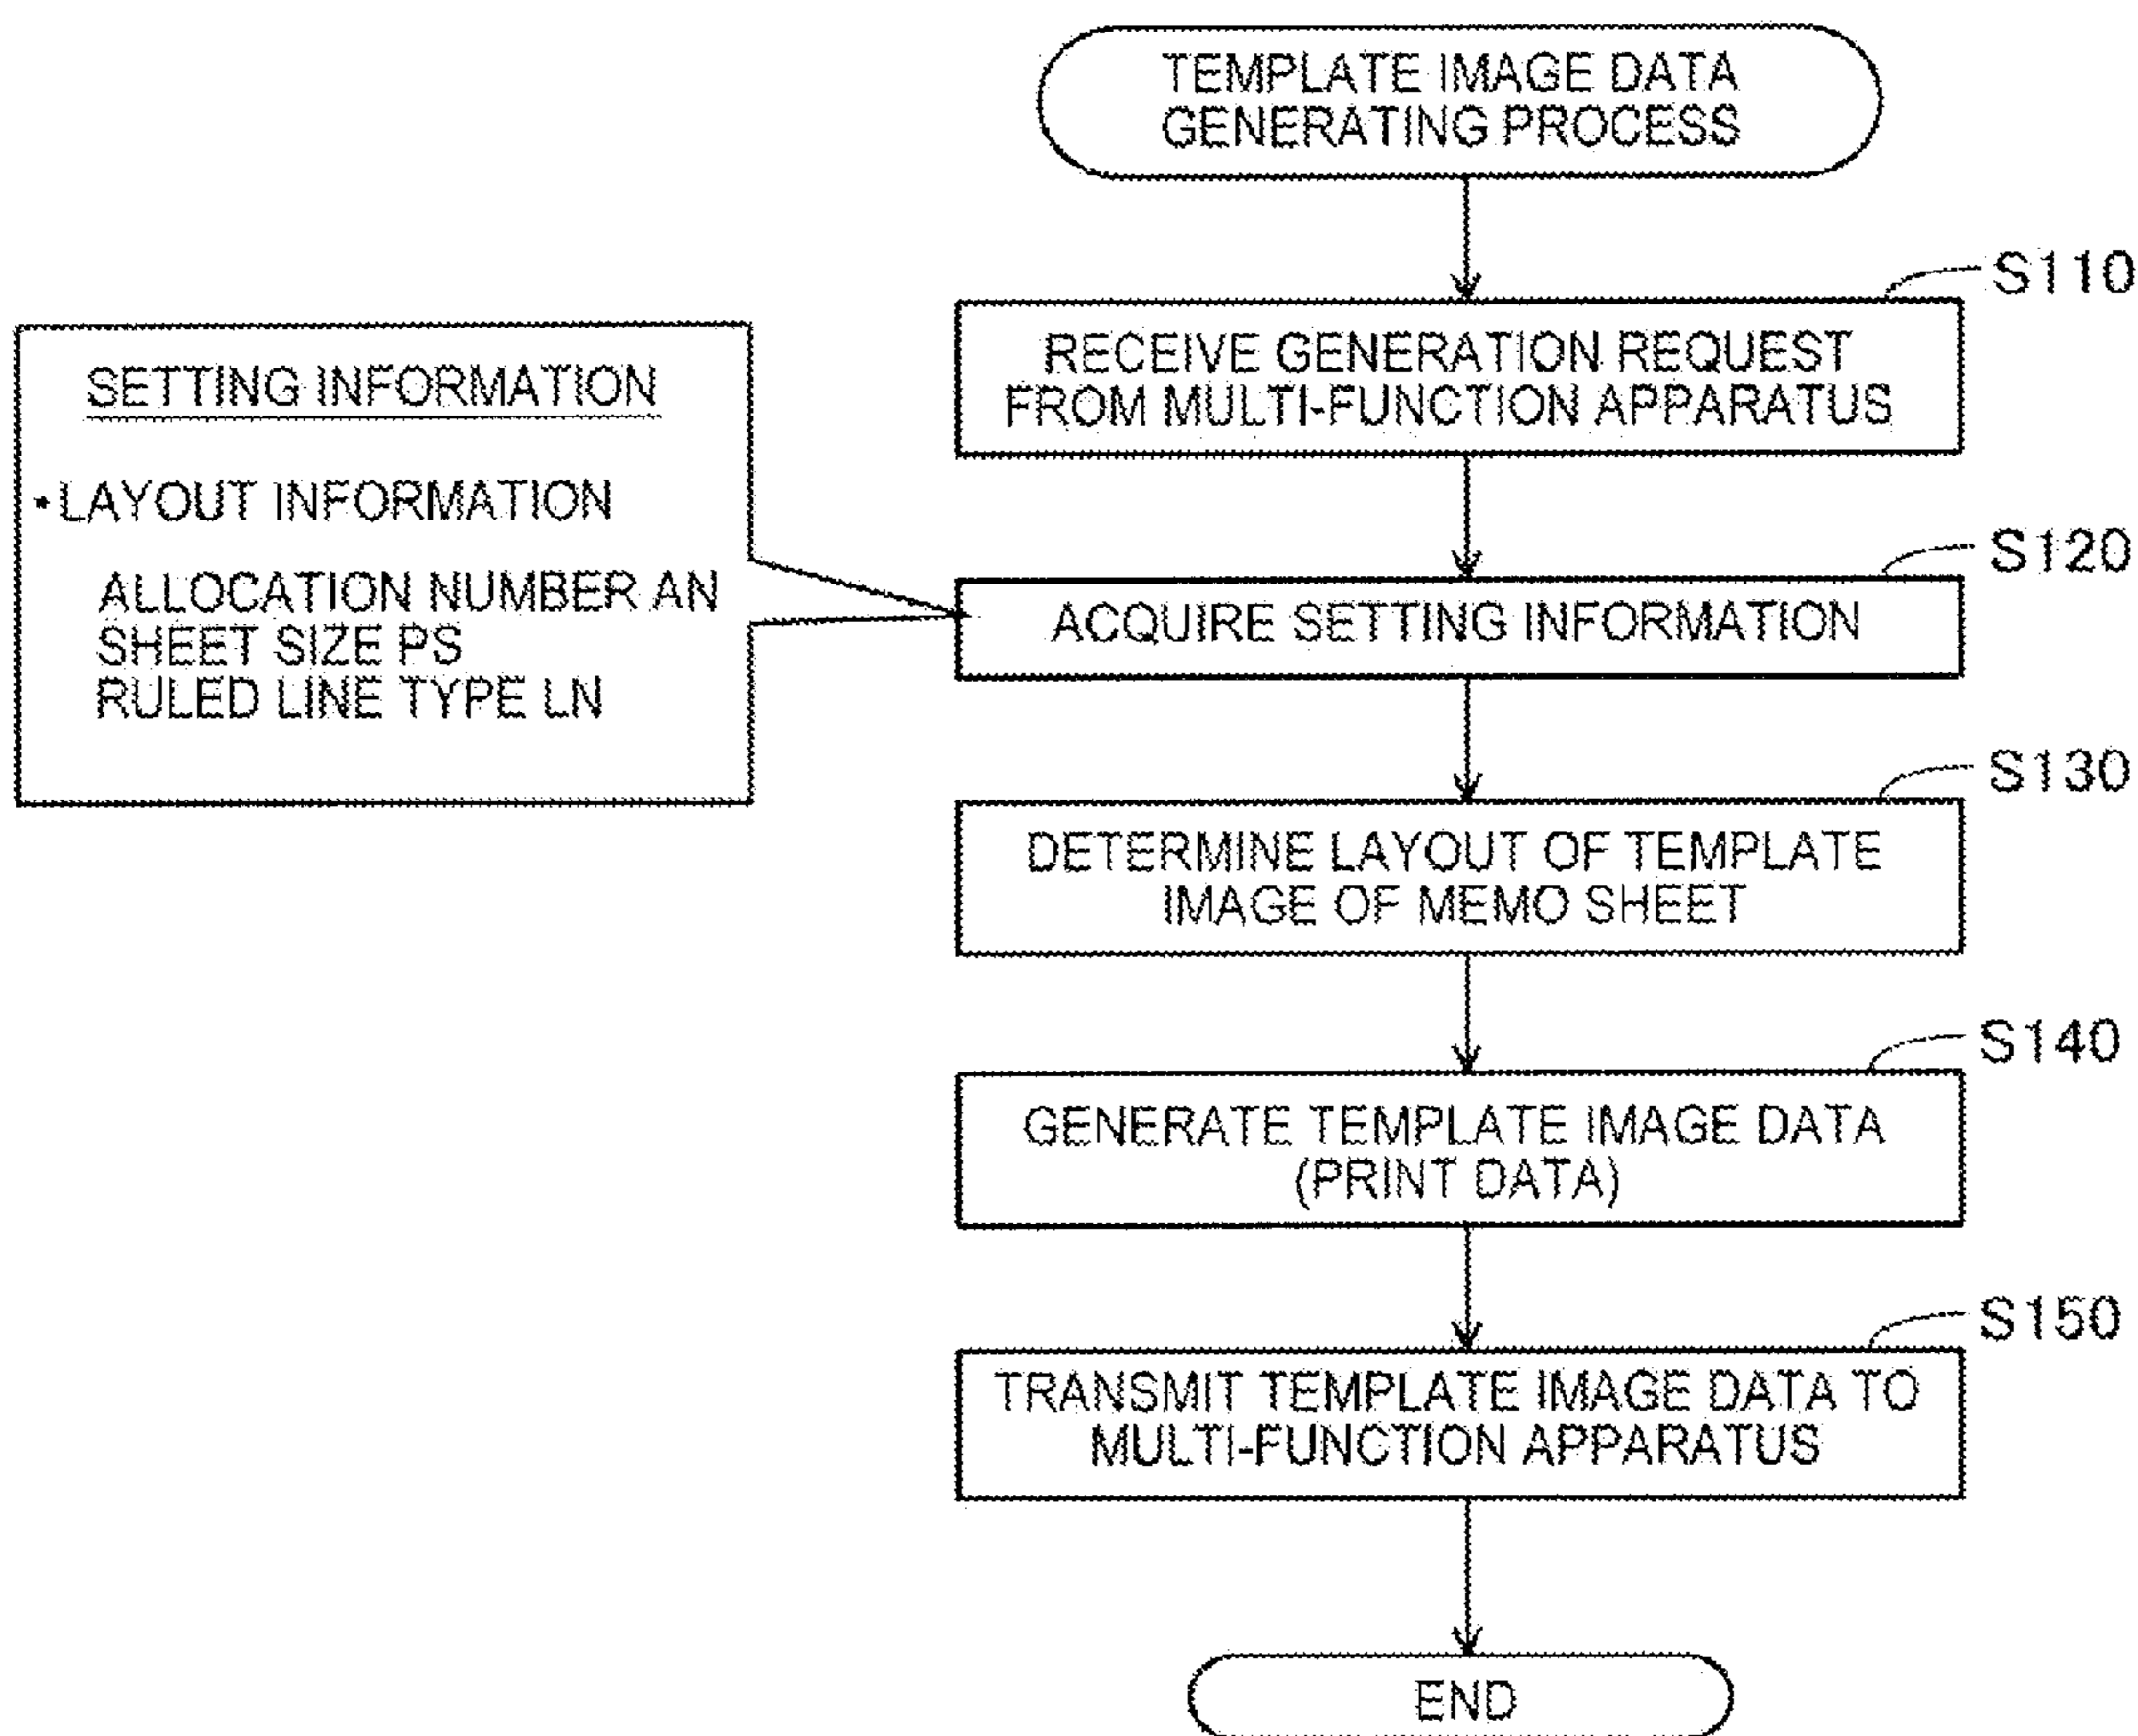 TEMPLATE IMAGE DATA
GENERATING PROCESS
S110
RECEIVE GENERATION REQUEST
FROM MULTI-FUNCTION APPARATUS
SETTING INFORMATION
•LAYOUT INFORMATION
ALLOCATION NUMBER AN
SHEET SIZE PS
RULED LINE TYPE LN
S120
ACQUIRE SETTING INFORMATION
S130
DETERMINE LAYOUT OF TEMPLATE
IMAGE OF MEMO SHEET
S140
GENERATE TEMPLATE IMAGE DATA
(PRINT DATA)
S150
TRANSMIT TEMPLATE IMAGE DATA TO
MULTI-FUNCTION APPARATUS
END